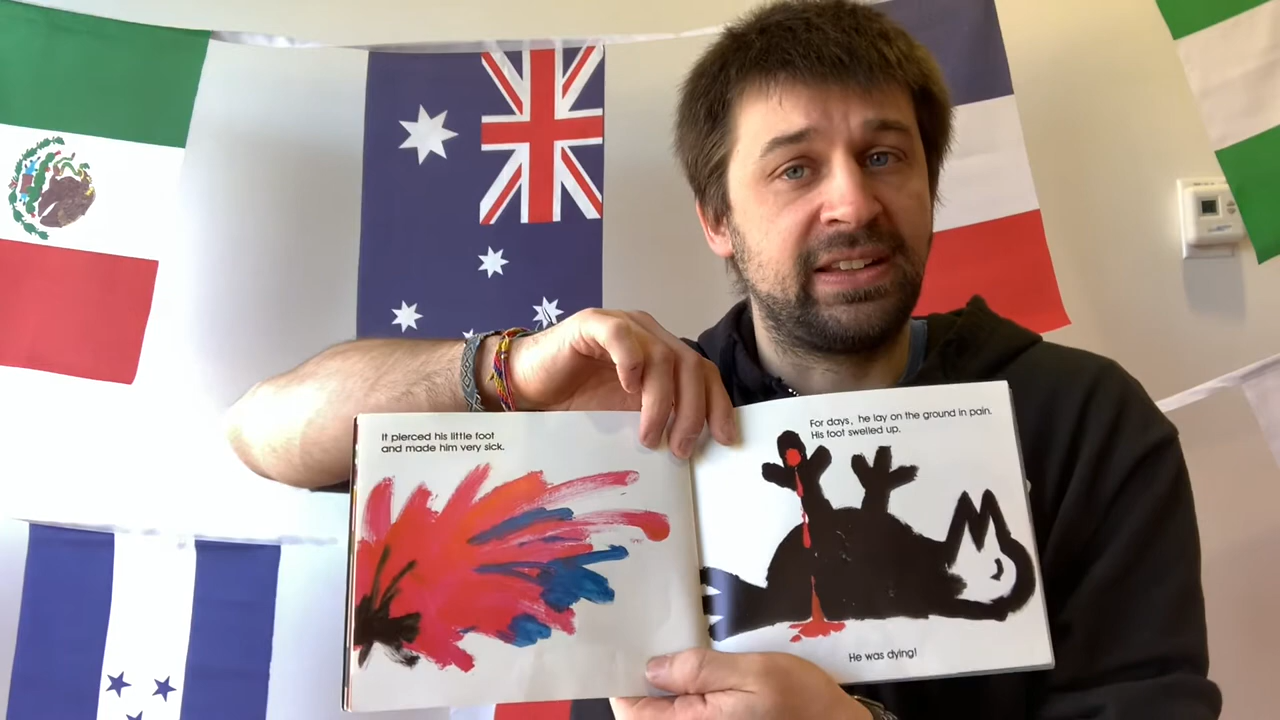 It pierced his little foot
and made him very sick.
For days, he lay on the ground in pain.
His foot swelled up.
He was dying!